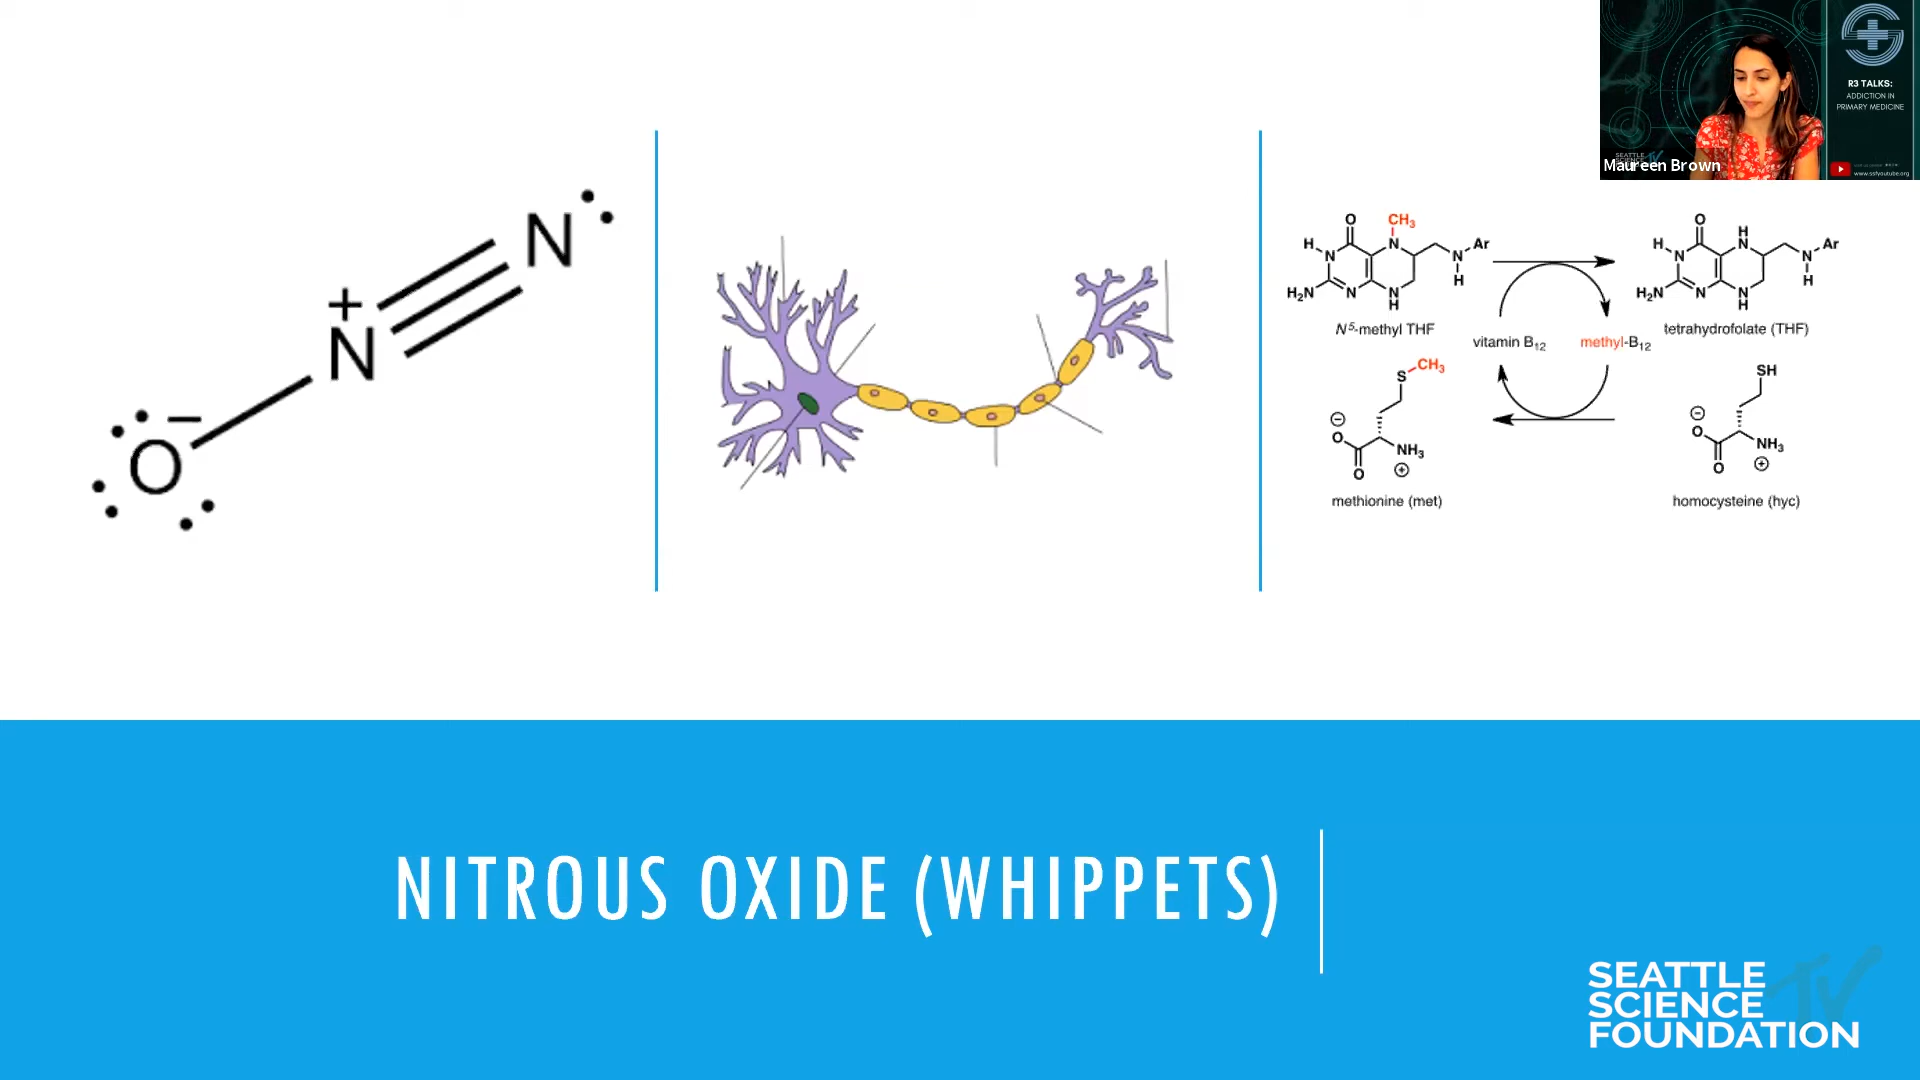 R3 TALKS:
ADDICTION IN
PRIMARY MEDICINE
Maureen Brown
www.ssfyoutube.org
N
+
N
−
O
O
CH3
H
N
N
Ar
N
H
H2N
N
N
H
N5-methyl THF
O
H
N
H
N
Ar
N
H
H2N
N
N
H
tetrahydrofolate (THF)
vitamin B12
methyl-B12
S
CH3
⊖
O
NH3
O
⊕
methionine (met)
SH
⊖
O
NH3
O
⊕
homocysteine (hyc)
NITROUS OXIDE (WHIPPETS)
SEATTLE
SCIENCE TV
FOUNDATION